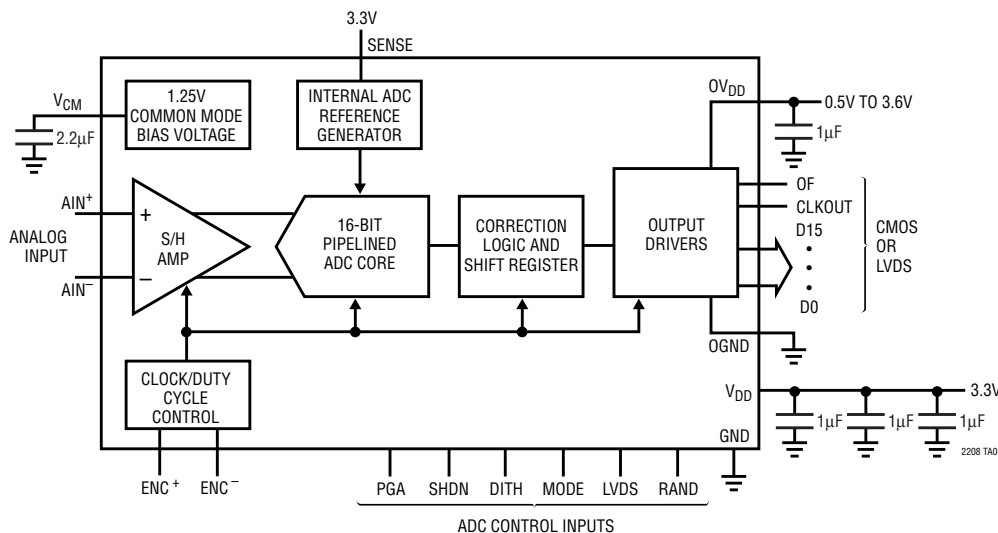 3.3V
SENSE
1.25V
COMMON MODE
BIAS VOLTAGE
INTERNAL ADC
REFERENCE
GENERATOR
VCM
2.2µF
OVDD
0.5V TO 3.6V
1µF
AIN+
ANALOG
INPUT
AIN−
+
S/H
AMP
−
16-BIT
PIPELINED
ADC CORE
CORRECTION
LOGIC AND
SHIFT REGISTER
OUTPUT
DRIVERS
OF
CLKOUT
D15
•
•
•
D0
CMOS
OR
LVDS
OGND
CLOCK/DUTY
CYCLE
CONTROL
VDD
3.3V
1µF
1µF
1µF
GND
2208 TA0
ENC+
ENC−
PGA
SHDN
DITH
MODE
LVDS
RAND
ADC CONTROL INPUTS